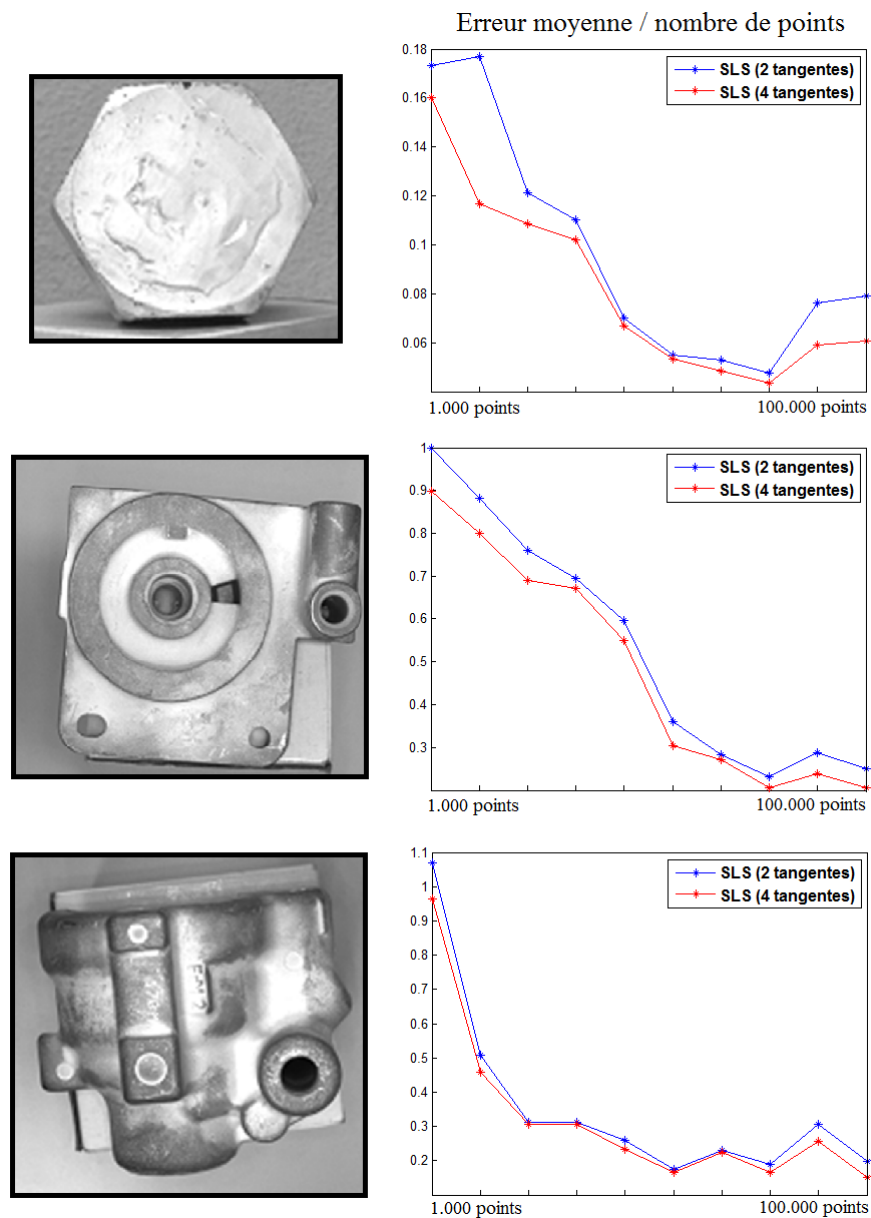 Erreur moyenne / nombre de points
0.18
0.16
0.14
0.12
0.1
0.08
0.06
SLS (2 tangentes)
SLS (4 tangentes)
1.000 points
100.000 points
1
0.9
0.8
0.7
0.6
0.5
0.4
0.3
SLS (2 tangentes)
SLS (4 tangentes)
1.000 points
100.000 points
1.1
1
0.9
0.8
0.7
0.6
0.5
0.4
0.3
0.2
SLS (2 tangentes)
SLS (4 tangentes)
1.000 points
100.000 points